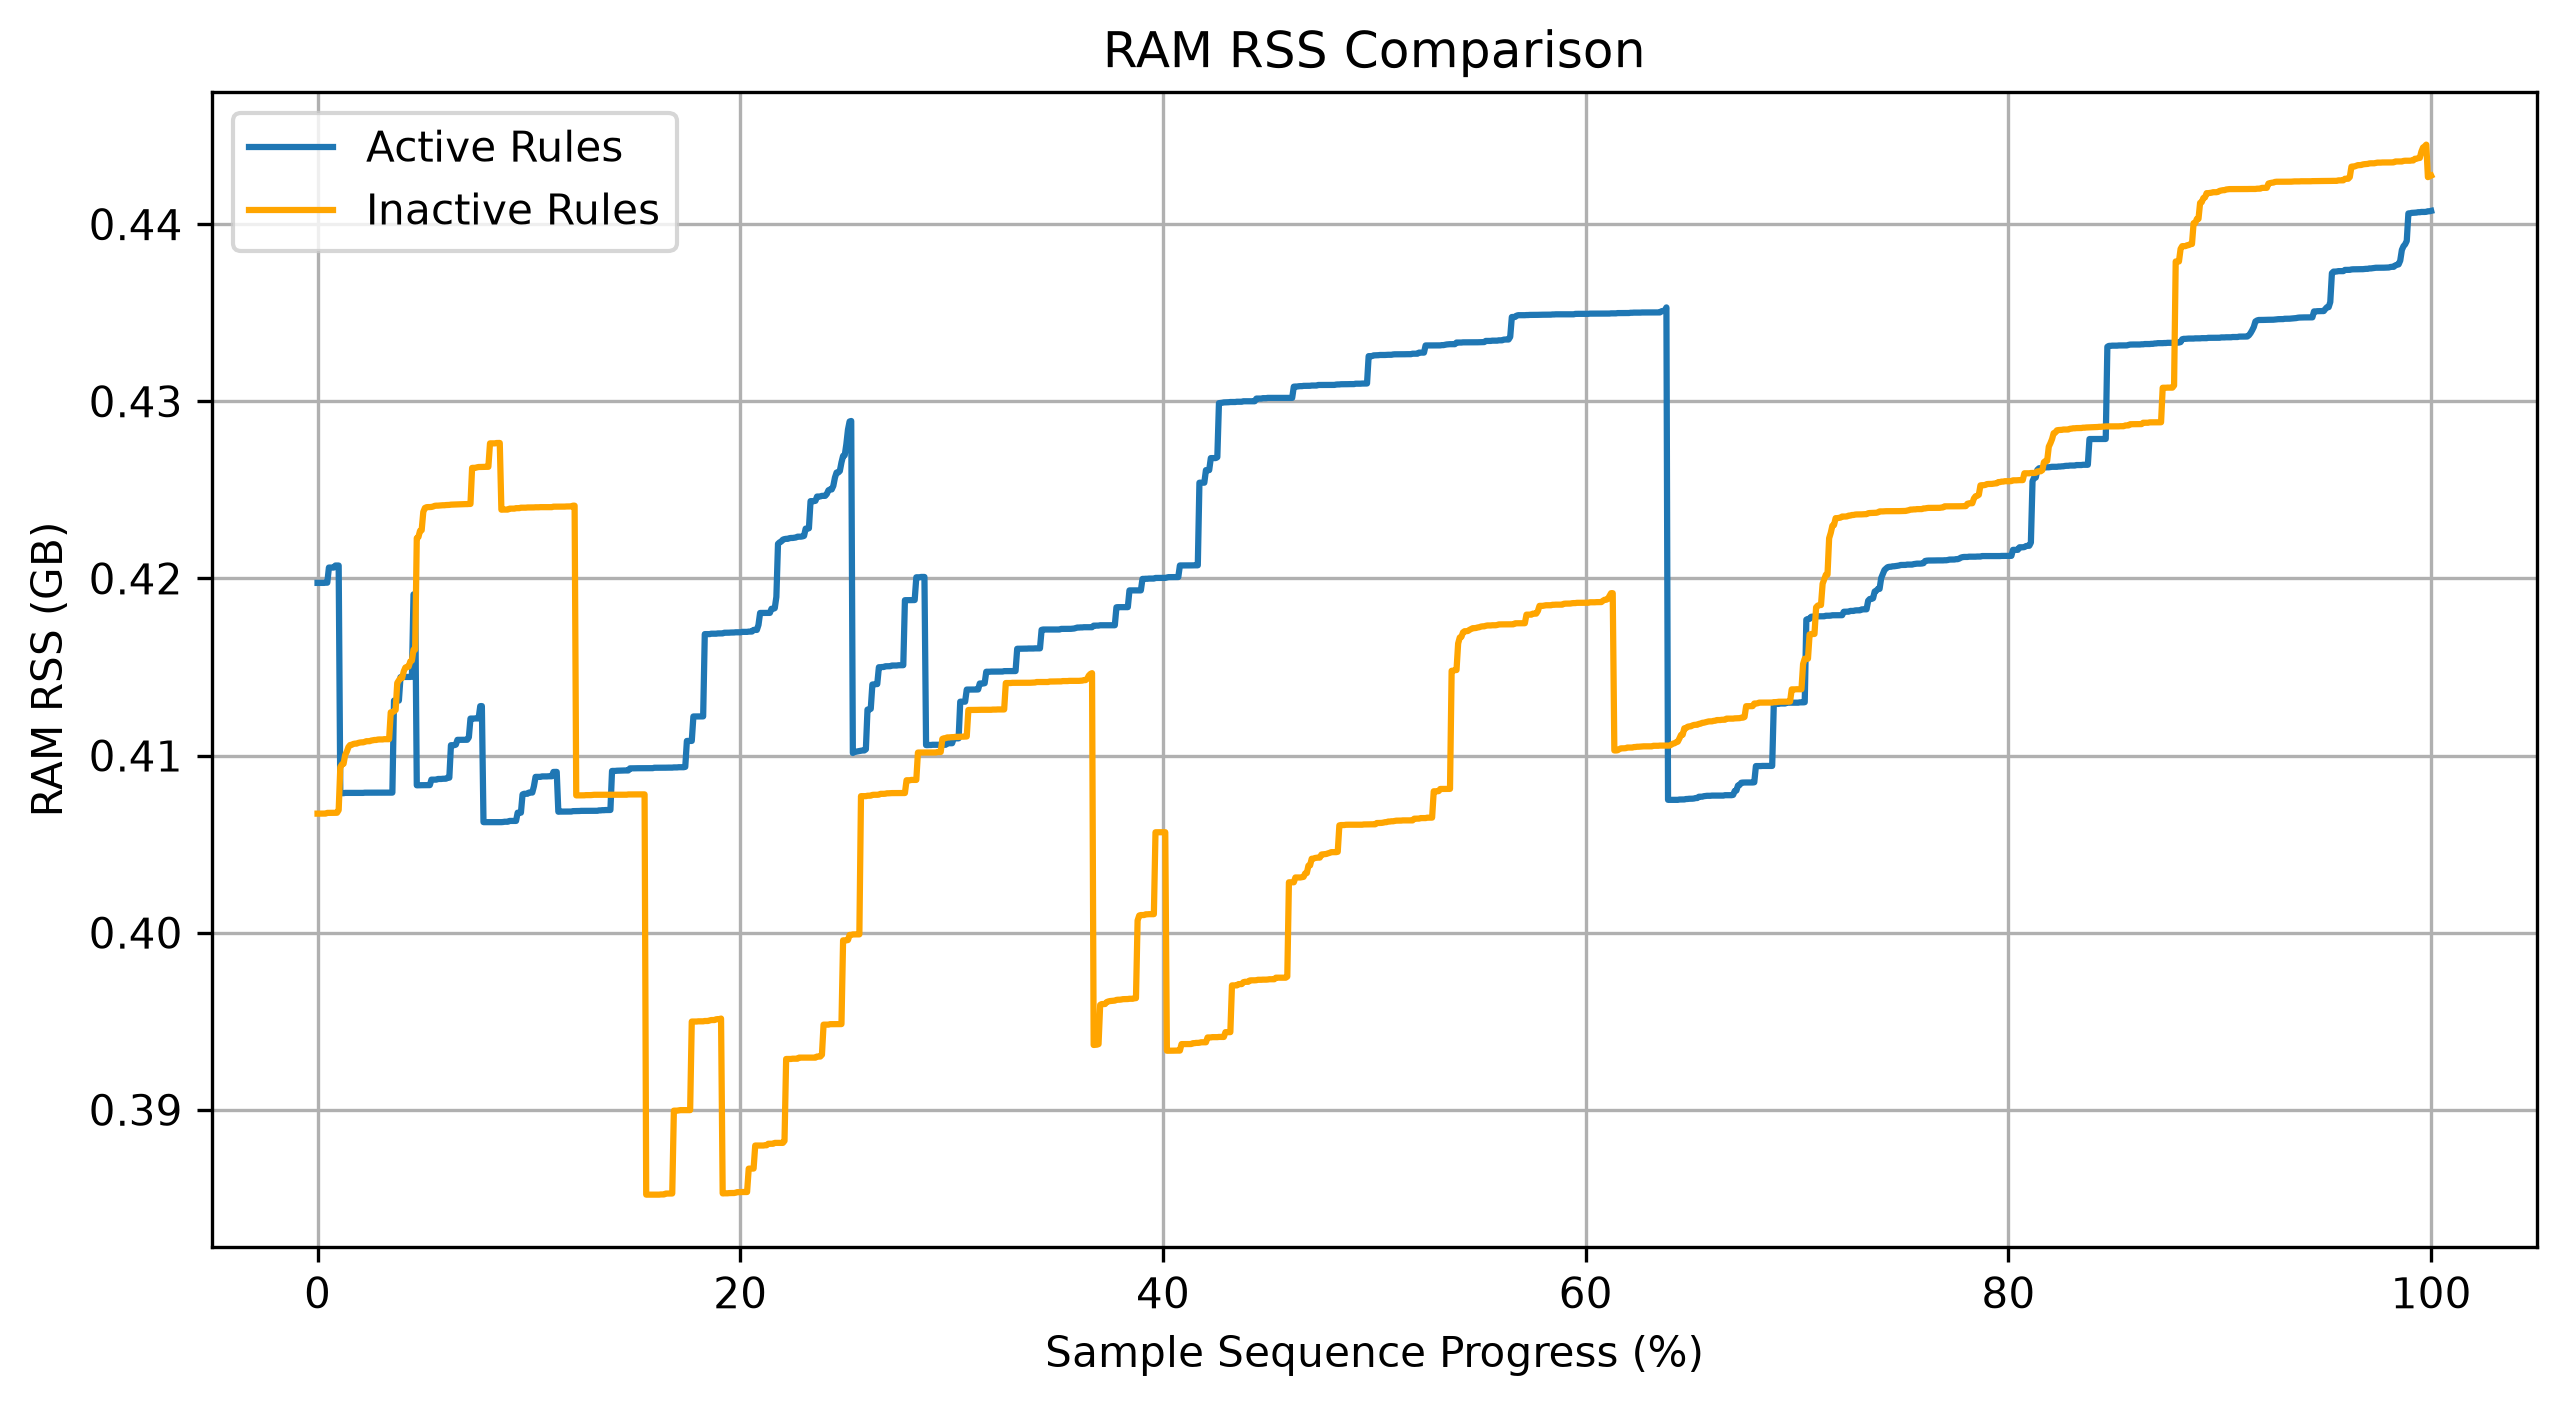 RAM RSS Comparison
Active Rules
Inactive Rules
RAM RSS (GB)
0.44
0.43
0.42
0.41
0.40
0.39
0
20
40
60
80
100
Sample Sequence Progress (%)